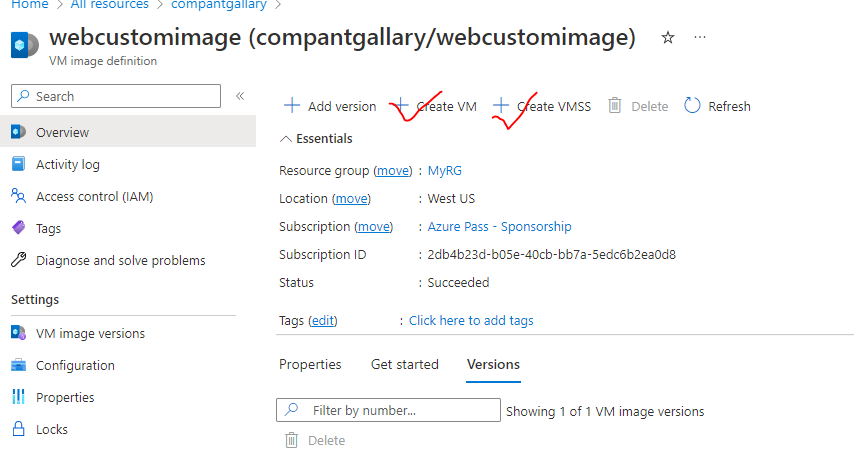 Home > All resources > compantgallary >
webcustomimage (compantgallary/webcustomimage)
VM image definition
Search
Overview
Activity log
Access control (IAM)
Tags
Diagnose and solve problems
Settings
VM image versions
Configuration
Properties
Locks
Add version Create VM Create VMSS Delete Refresh
Essentials
Resource group (move) : MyRG
Location (move) : West US
Subscription (move) : Azure Pass - Sponsorship
Subscription ID : 2db4b23d-b05e-40cb-bb7a-5edc6b2ea0d8
Status : Succeeded
Tags (edit) : Click here to add tags
Properties Get started Versions
Filter by number... Showing 1 of 1 VM image versions
Delete